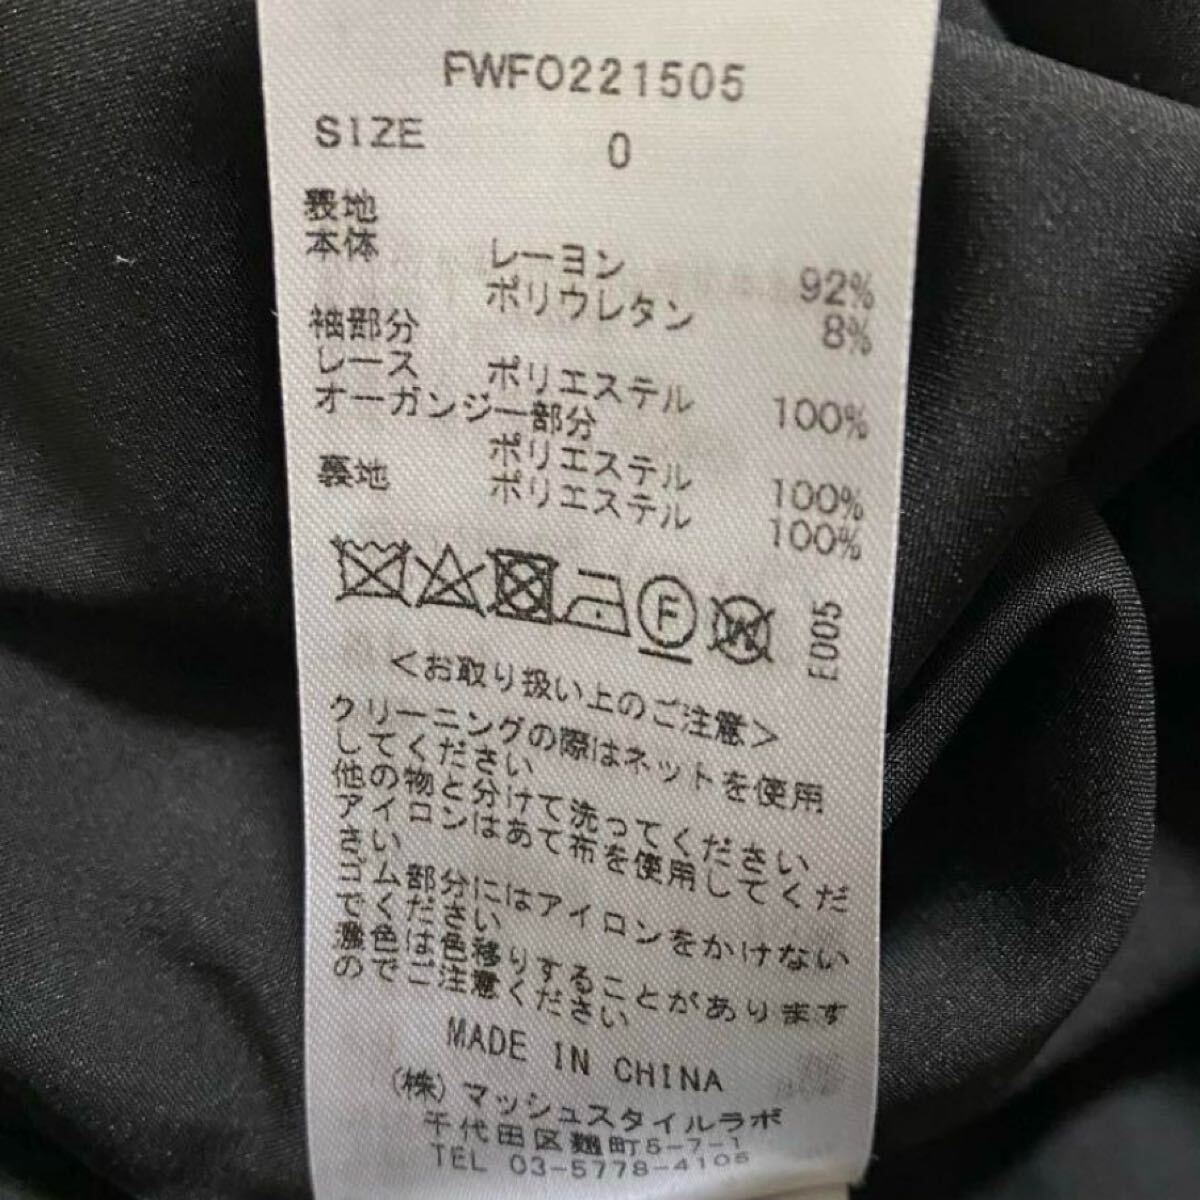 FWFO221505
SIZE 0
表地
本体 レーヨン 92%
ポリウレタン 8%
袖部分
レース ポリエステル 100%
オーガンジー部分
ポリエステル 100%
裏地 ポリエステル 100%
F W E005
<お取り扱い上のご注意>
クリーニングの際はネットを使用
してください
他の物と分けて洗ってください
アイロンはあて布を使用してくだ
さい
ゴム部分にはアイロンをかけない
でください
濃色は色移りすることがあります
のでご注意ください
MADE IN CHINA
(株)マッシュスタイルラボ
千代田区麹町5-7-1
TEL 03-5778-4105